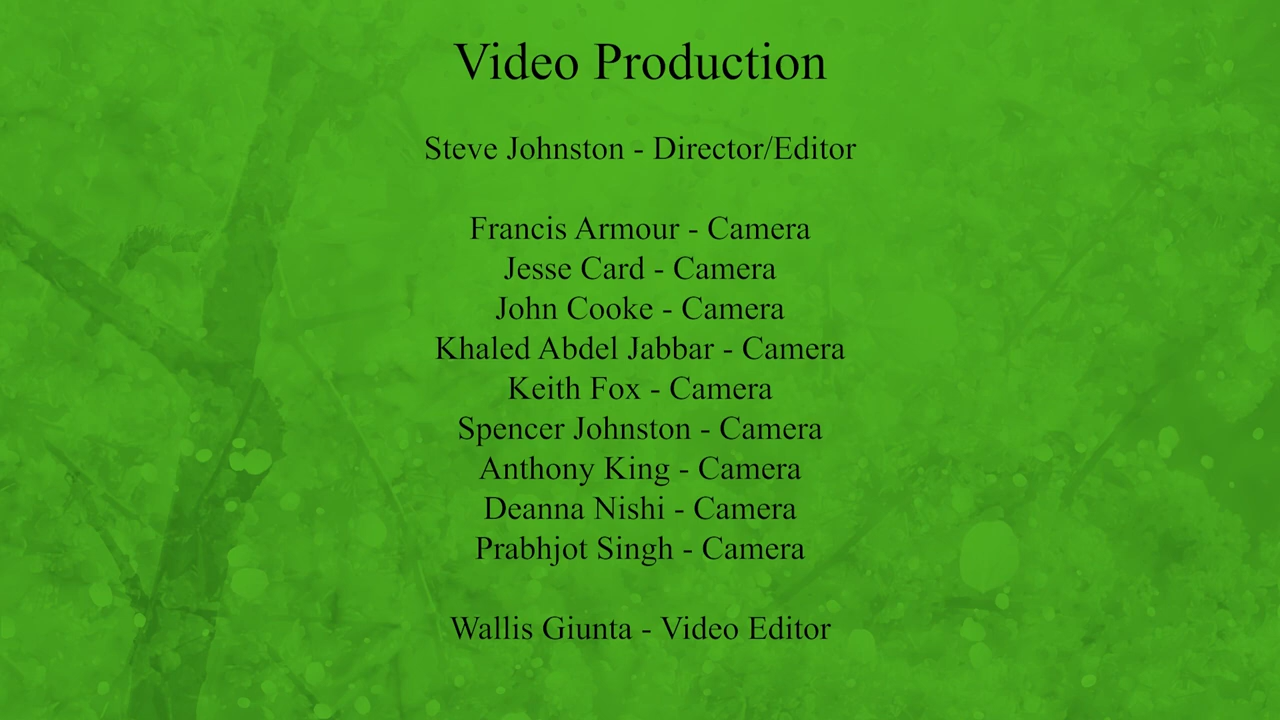 Video Production
Steve Johnston - Director/Editor
Francis Armour - Camera
Jesse Card - Camera
John Cooke - Camera
Khaled Abdel Jabbar - Camera
Keith Fox - Camera
Spencer Johnston - Camera
Anthony King - Camera
Deanna Nishi - Camera
Prabhjot Singh - Camera
Wallis Giunta - Video Editor